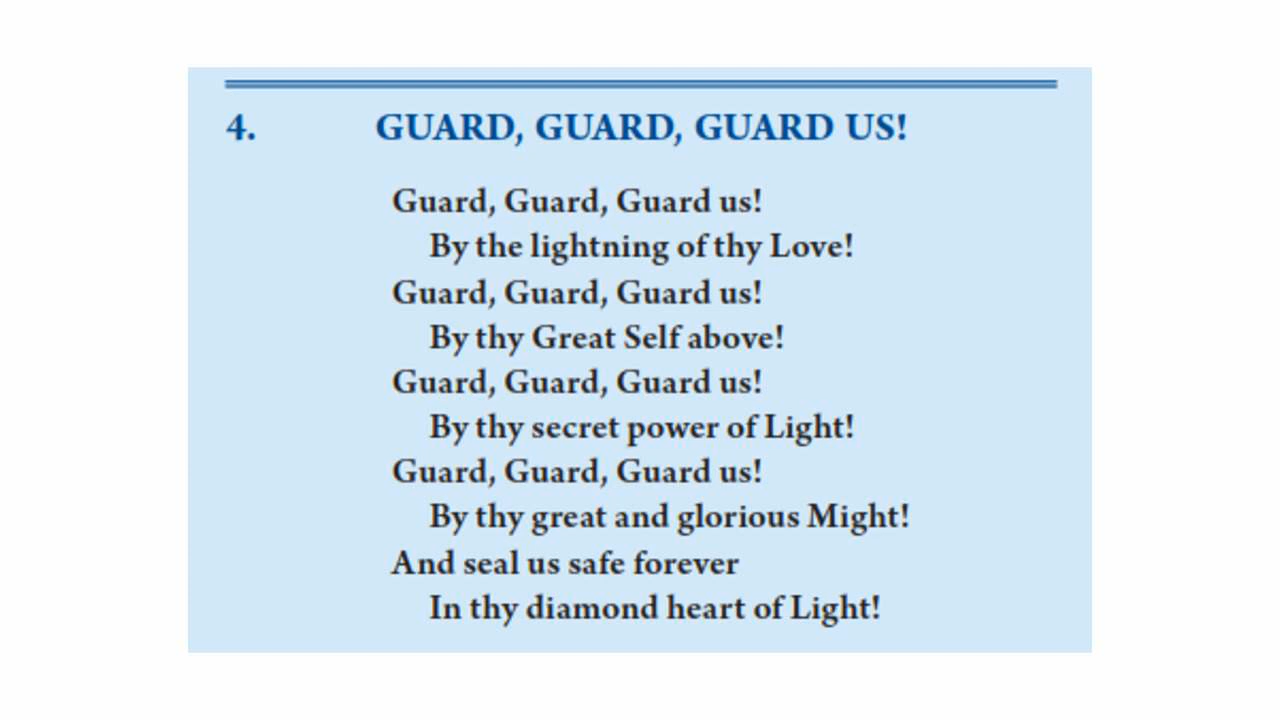 4. GUARD, GUARD, GUARD US!
Guard, Guard, Guard us!
By the lightning of thy Love!
Guard, Guard, Guard us!
By thy Great Self above!
Guard, Guard, Guard us!
By thy secret power of Light!
Guard, Guard, Guard us!
By thy great and glorious Might!
And seal us safe forever
In thy diamond heart of Light!